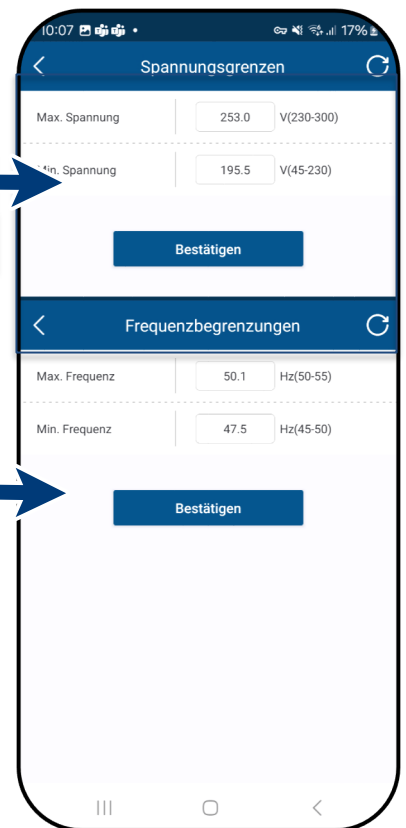 10:07
17%
Spannungsgrenzen
Max. Spannung 253.0 V(230-300)
Min. Spannung 195.5 V(45-230)
Bestätigen
Frequenzbegrenzungen
Max. Frequenz 50.1 Hz(50-55)
Min. Frequenz 47.5 Hz(45-50)
Bestätigen